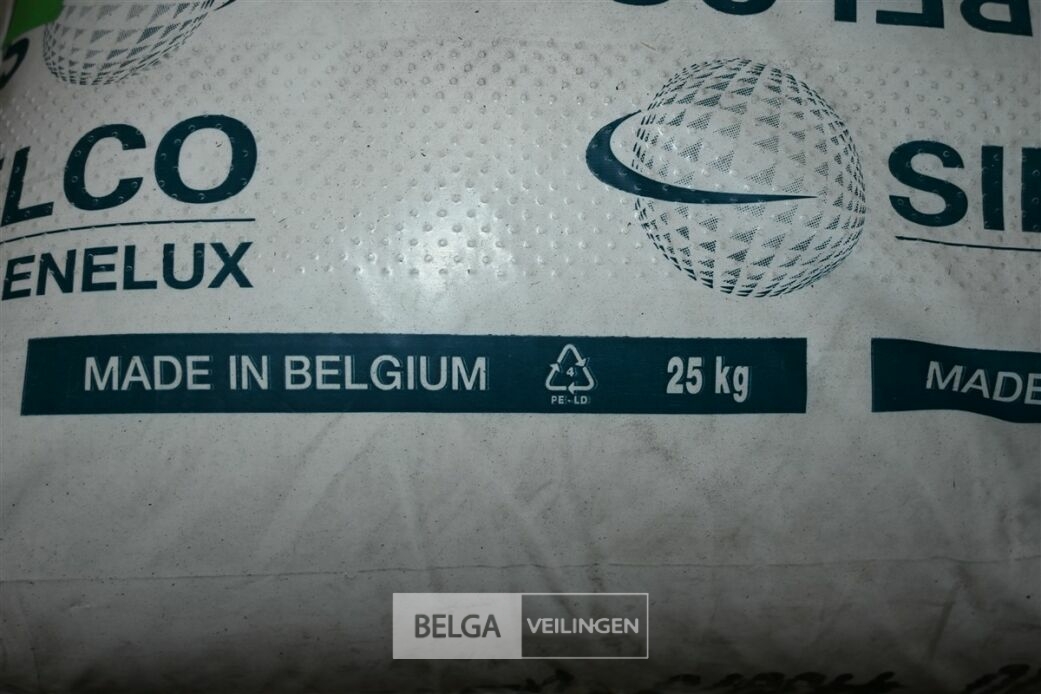 LCO
SI
ENELUX
MADE IN BELGIUM
4
PE-LD
25 kg
MADE
BELGA VEILINGEN